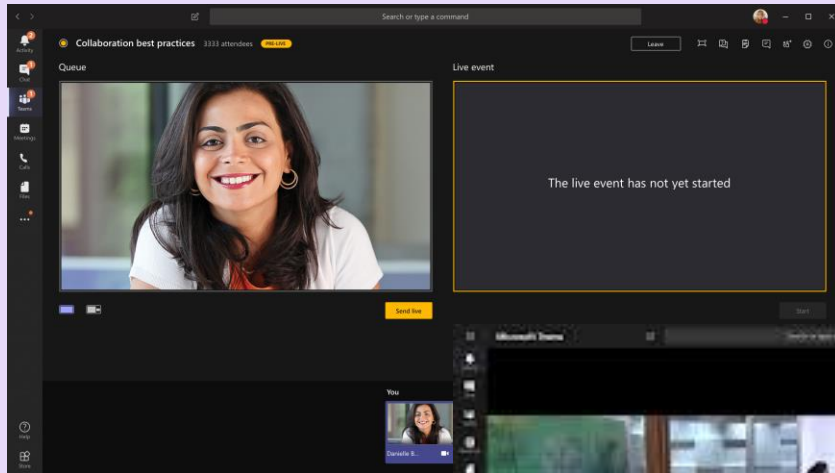 Search or type a command
Activity
Chat
Teams
Meetings
Calls
Files
Help
Store
Collaboration best practices 3333 attendees PRE-LIVE
Leave
Queue
Live event
The live event has not yet started
Send live
Start
You
Danielle B...
Microsoft Teams